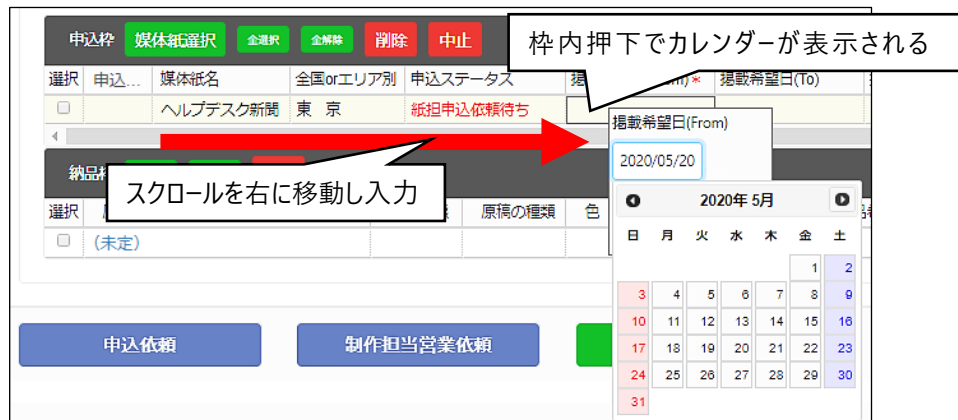 枠内押下でカレンダーが表示される
申込枠 媒体紙選択 全選択 全解除 削除 中止
選択 申込... 媒体紙名 全国orエリア別 申込ステータス 掲 )* 掲載希望日(To)
ヘルプデスク新聞 東 京 紙担申込依頼待ち
掲載希望日(From)
2020/05/20
納品
スクロールを右に移動し入力
選択 原稿の種類 色
(未定)
2020年 5月
日 月 火 水 木 金 土
1 2
3 4 5 6 7 8 9
10 11 12 13 14 15 16
17 18 19 20 21 22 23
24 25 26 27 28 29 30
31
申込依頼 制作担当営業依頼